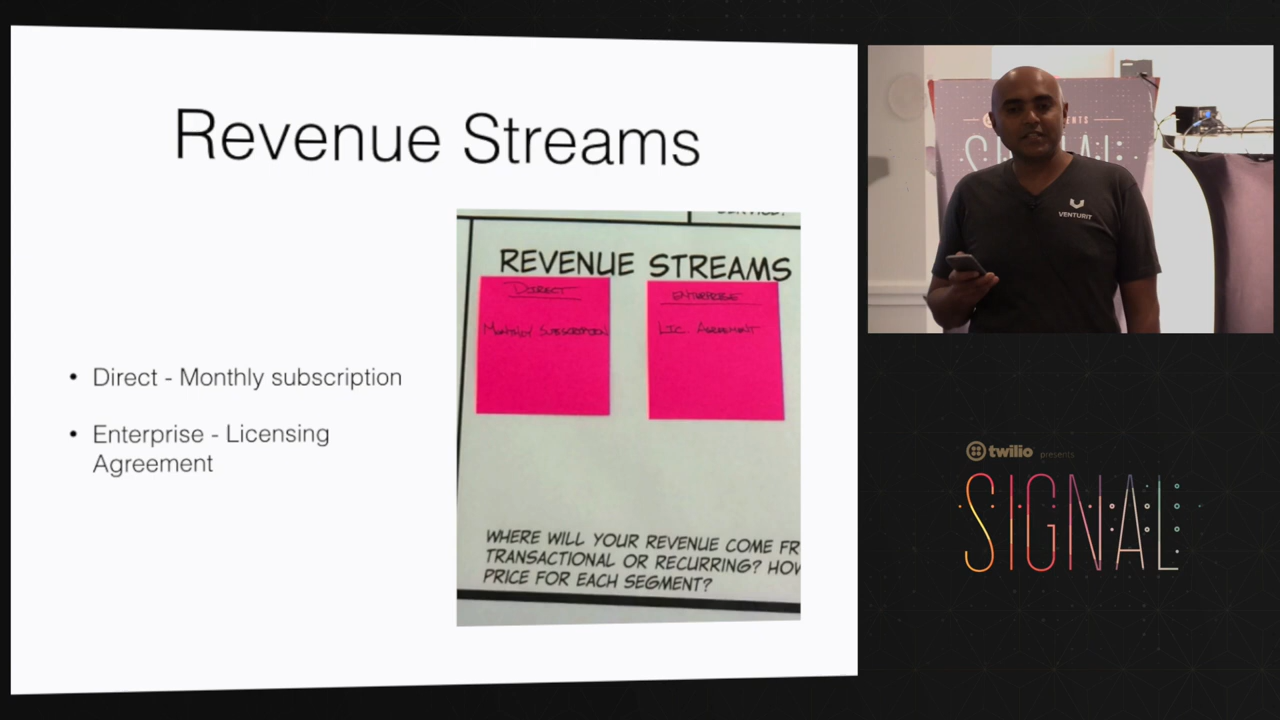 Revenue Streams
• Direct - Monthly subscription
• Enterprise - Licensing
Agreement
REVENUE STREAMS
DIRECT
MONTHLY SUBSCRIPTION
ENTERPRISE
LIC. AGREEMENT
WHERE WILL YOUR REVENUE COME FR
TRANSACTIONAL OR RECURRING? HOW
PRICE FOR EACH SEGMENT?
VENTURIT
twilio presents
SIGNAL